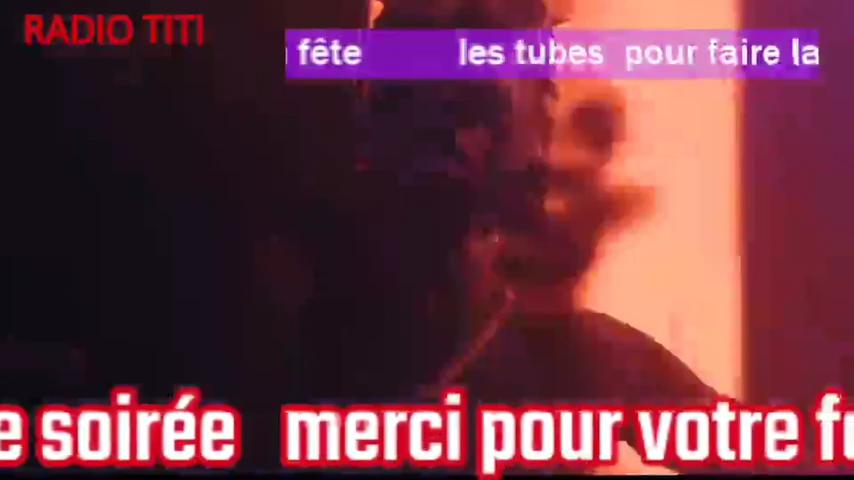 RADIO TITI
fête les tubes pour faire la
e soirée merci pour votre